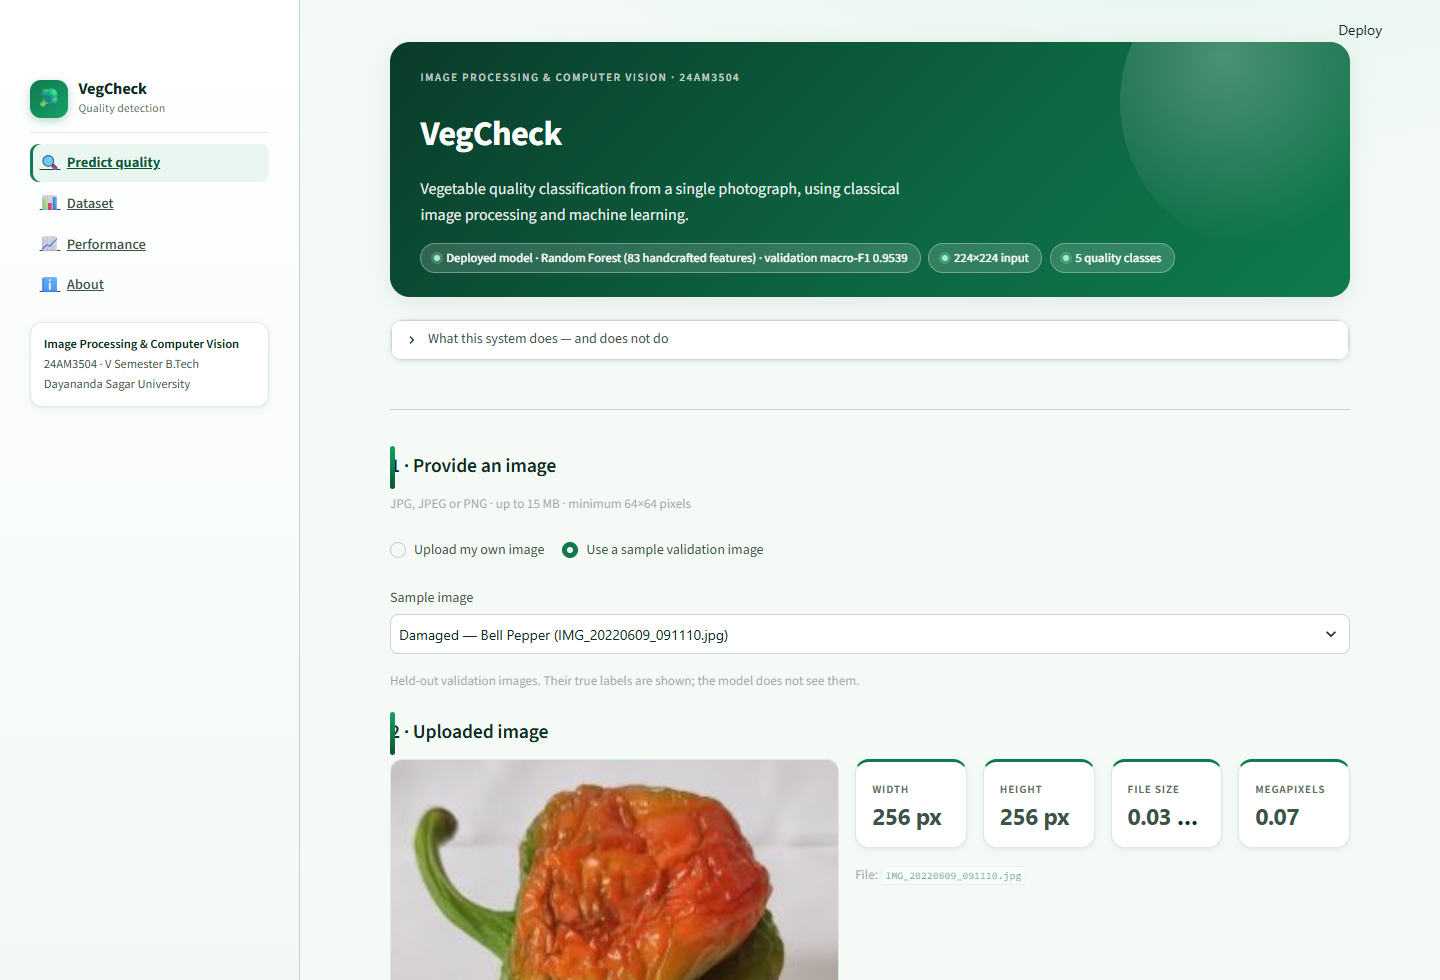 Deploy
VegCheck
Quality detection
Predict quality
Dataset
Performance
About
Image Processing & Computer Vision
24AM3504 · V Semester B.Tech
Dayananda Sagar University
IMAGE PROCESSING & COMPUTER VISION · 24AM3504
VegCheck
Vegetable quality classification from a single photograph, using classical
image processing and machine learning.
Deployed model · Random Forest (83 handcrafted features) · validation macro-F1 0.9539
224×224 input
5 quality classes
What this system does — and does not do
1 · Provide an image
JPG, JPEG or PNG · up to 15 MB · minimum 64×64 pixels
Upload my own image
Use a sample validation image
Sample image
Damaged — Bell Pepper (IMG_20220609_091110.jpg)
Held-out validation images. Their true labels are shown; the model does not see them.
2 · Uploaded image
WIDTH
256 px
HEIGHT
256 px
FILE SIZE
0.03 ...
MEGAPIXELS
0.07
File: IMG_20220609_091110.jpg